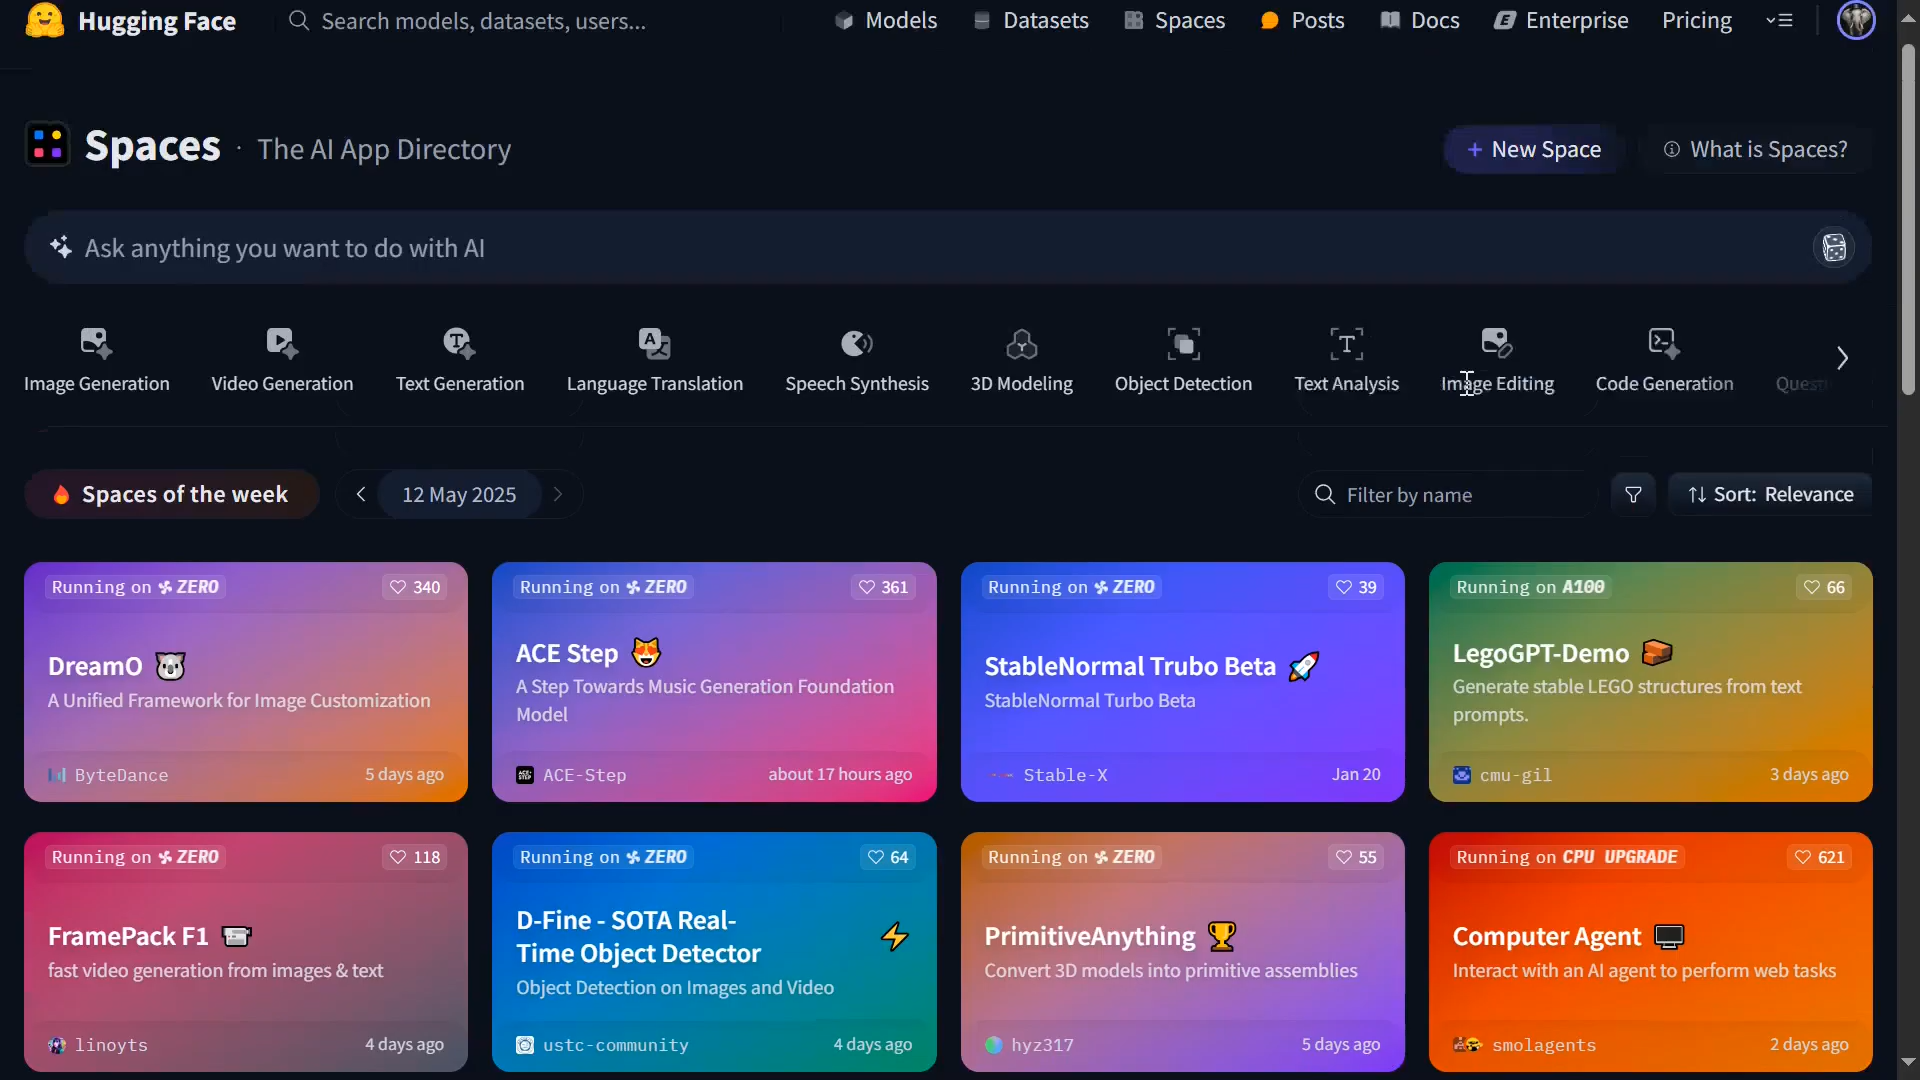 Hugging Face
Search models, datasets, users...
Models
Datasets
Spaces
Posts
Docs
Enterprise
Pricing
Spaces · The AI App Directory
+ New Space
What is Spaces?
Ask anything you want to do with AI
Image Generation
Video Generation
Text Generation
Language Translation
Speech Synthesis
3D Modeling
Object Detection
Text Analysis
Image Editing
Code Generation
Quest
Spaces of the week
12 May 2025
Filter by name
Sort: Relevance
Running on ZERO
340
DreamO
A Unified Framework for Image Customization
ByteDance
5 days ago
Running on ZERO
361
ACE Step
A Step Towards Music Generation Foundation
Model
ACE-Step
about 17 hours ago
Running on ZERO
39
StableNormal Trubo Beta
StableNormal Turbo Beta
Stable-X
Jan 20
Running on A100
66
LegoGPT-Demo
Generate stable LEGO structures from text
prompts.
cmu-gil
3 days ago
Running on ZERO
118
FramePack F1
fast video generation from images & text
linoyts
4 days ago
Running on ZERO
64
D-Fine - SOTA Real-
Time Object Detector
Object Detection on Images and Video
ustc-community
4 days ago
Running on ZERO
55
PrimitiveAnything
Convert 3D models into primitive assemblies
hyz317
5 days ago
Running on CPU UPGRADE
621
Computer Agent
Interact with an AI agent to perform web tasks
smolagents
2 days ago